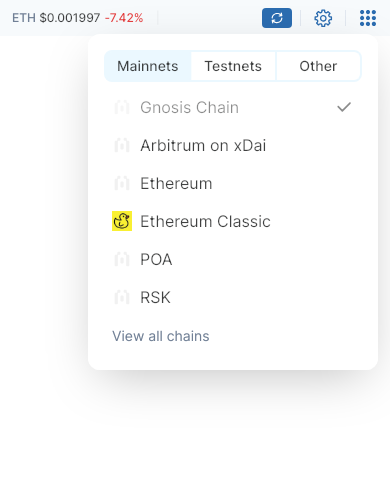 ETH $0.001997 -7.42%
Mainnets Testnets Other
Gnosis Chain
Arbitrum on xDai
Ethereum
Ethereum Classic
POA
RSK
View all chains